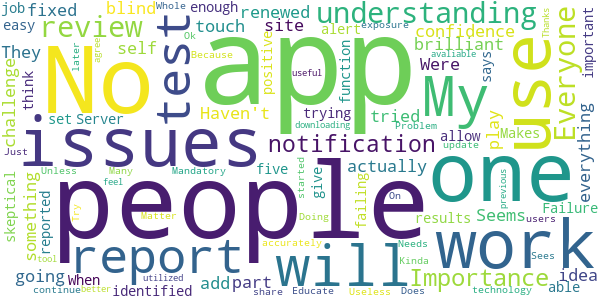 job fixed
easy
They
review
challenge
self
blind
enough
touch
test
Haven't
renewed
site
brilliant
app
alert
positive
exposure
function
Whole
agree
Ok
Because
useful
understanding
confidence
Were
says
trying
tried
later
avaliable
My
play
use
Thanks
Everyone
important
No
think
set Server
issues
notification
downloading
Problem
allow
update
Makes
one
everything
skeptical
something
reported
Just
Unless
Many
feel
Mandatory
actually
five
give
started
failing
people
On
results
Seems
Failure
previous
users
work
report
will
Try
Matter
Doing
Importance
Needs
Kinda
idea
able
going
When
tool
continue
better
identified
accurately
utilized
Useless
add part
share
Educate
Does
technology
Sees